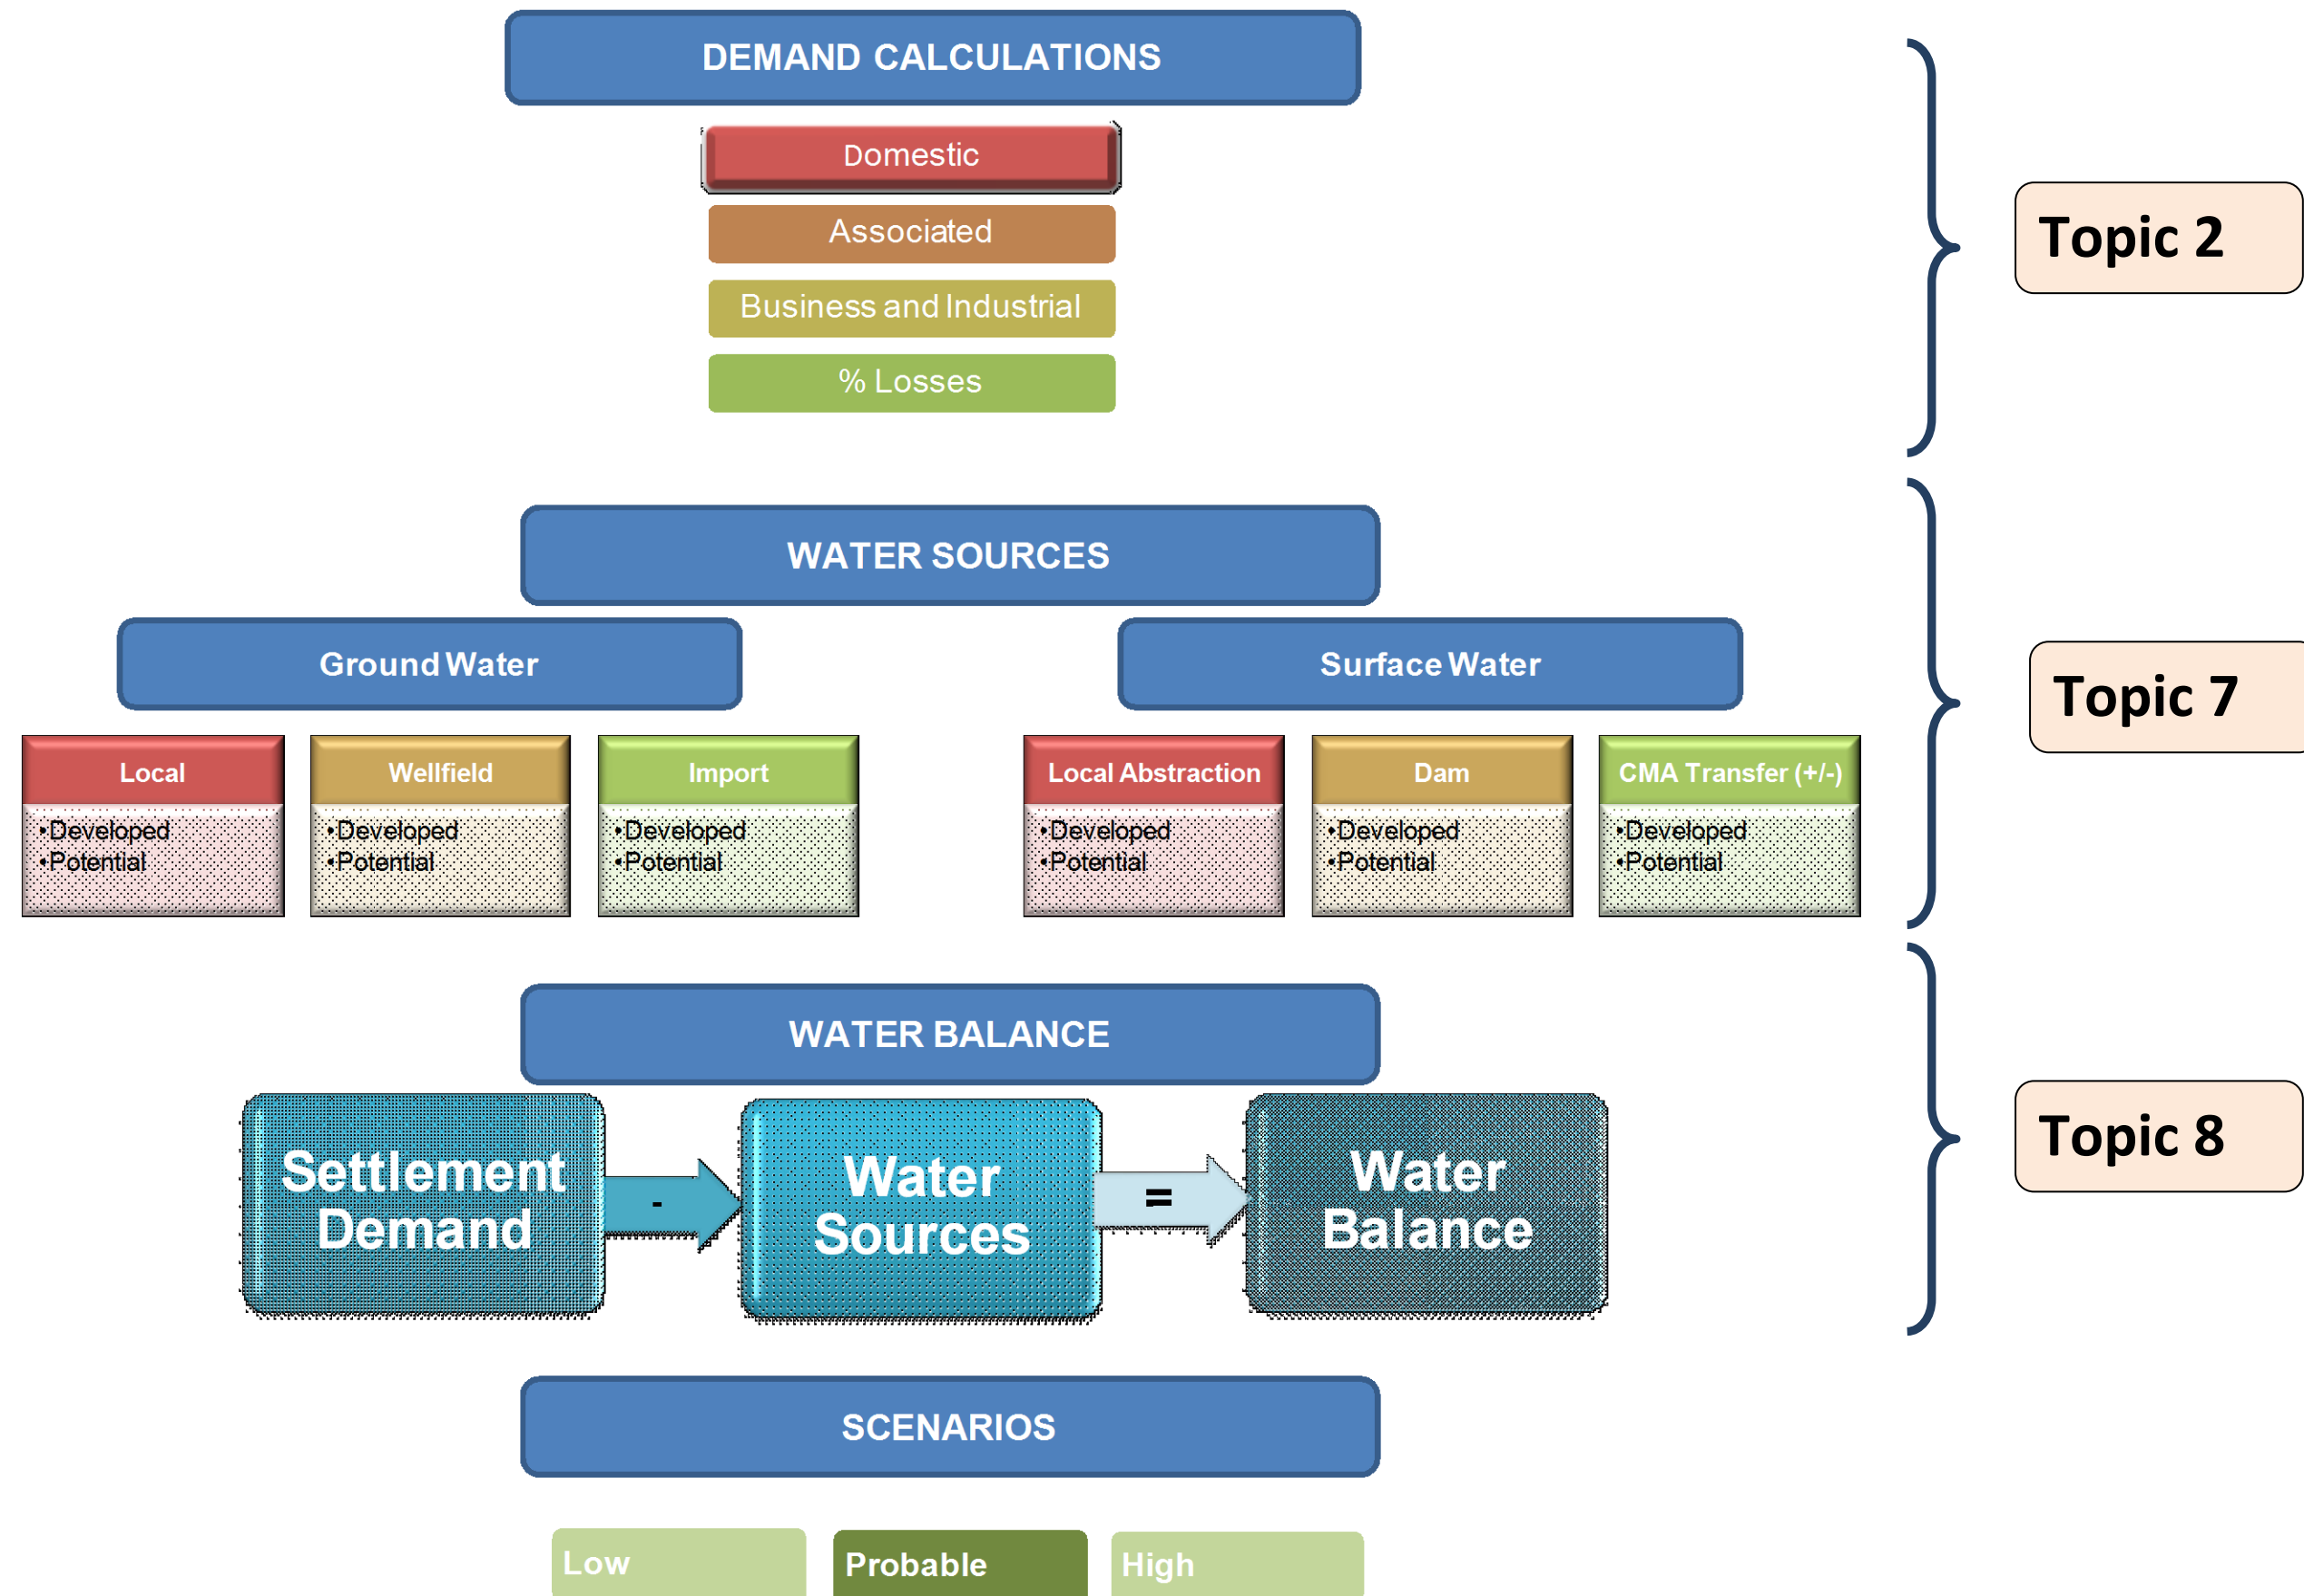 DEMAND CALCULATIONS
Domestic
Associated
Business and Industrial
% Losses
Topic 2
WATER SOURCES
Ground Water
Surface Water
Local
Wellfield
Import
Local Abstraction
Dam
CMA Transfer (+/-)
•Developed
•Potential
•Developed
•Potential
•Developed
•Potential
•Developed
•Potential
•Developed
•Potential
•Developed
•Potential
Topic 7
WATER BALANCE
Settlement
Demand
-
Water
Sources
=
Water
Balance
Topic 8
SCENARIOS
Low
Probable
High